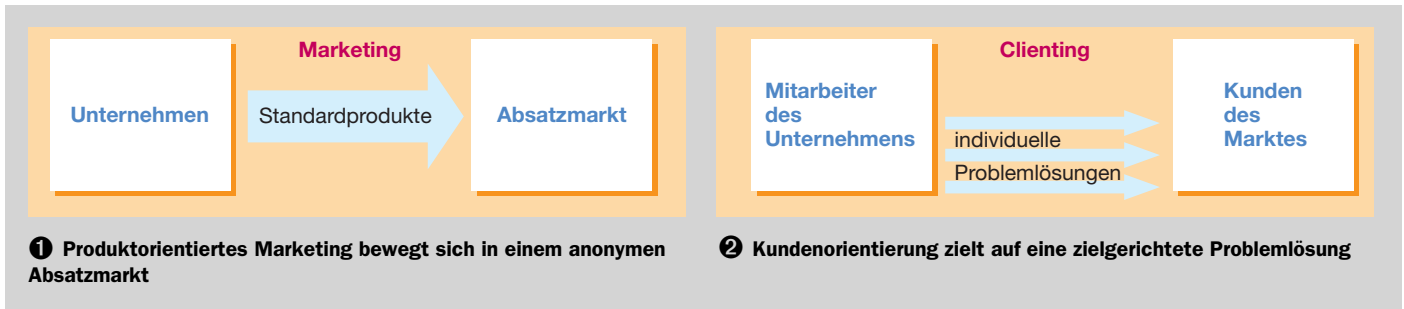 Marketing
Unternehmen
Standardprodukte
Absatzmarkt
❶ Produktorientiertes Marketing bewegt sich in einem anonymen
Absatzmarkt
Clienting
Mitarbeiter
des
Unternehmens
individuelle
Problemlösungen
Kunden
des
Marktes
❷ Kundenorientierung zielt auf eine zielgerichtete Problemlösung